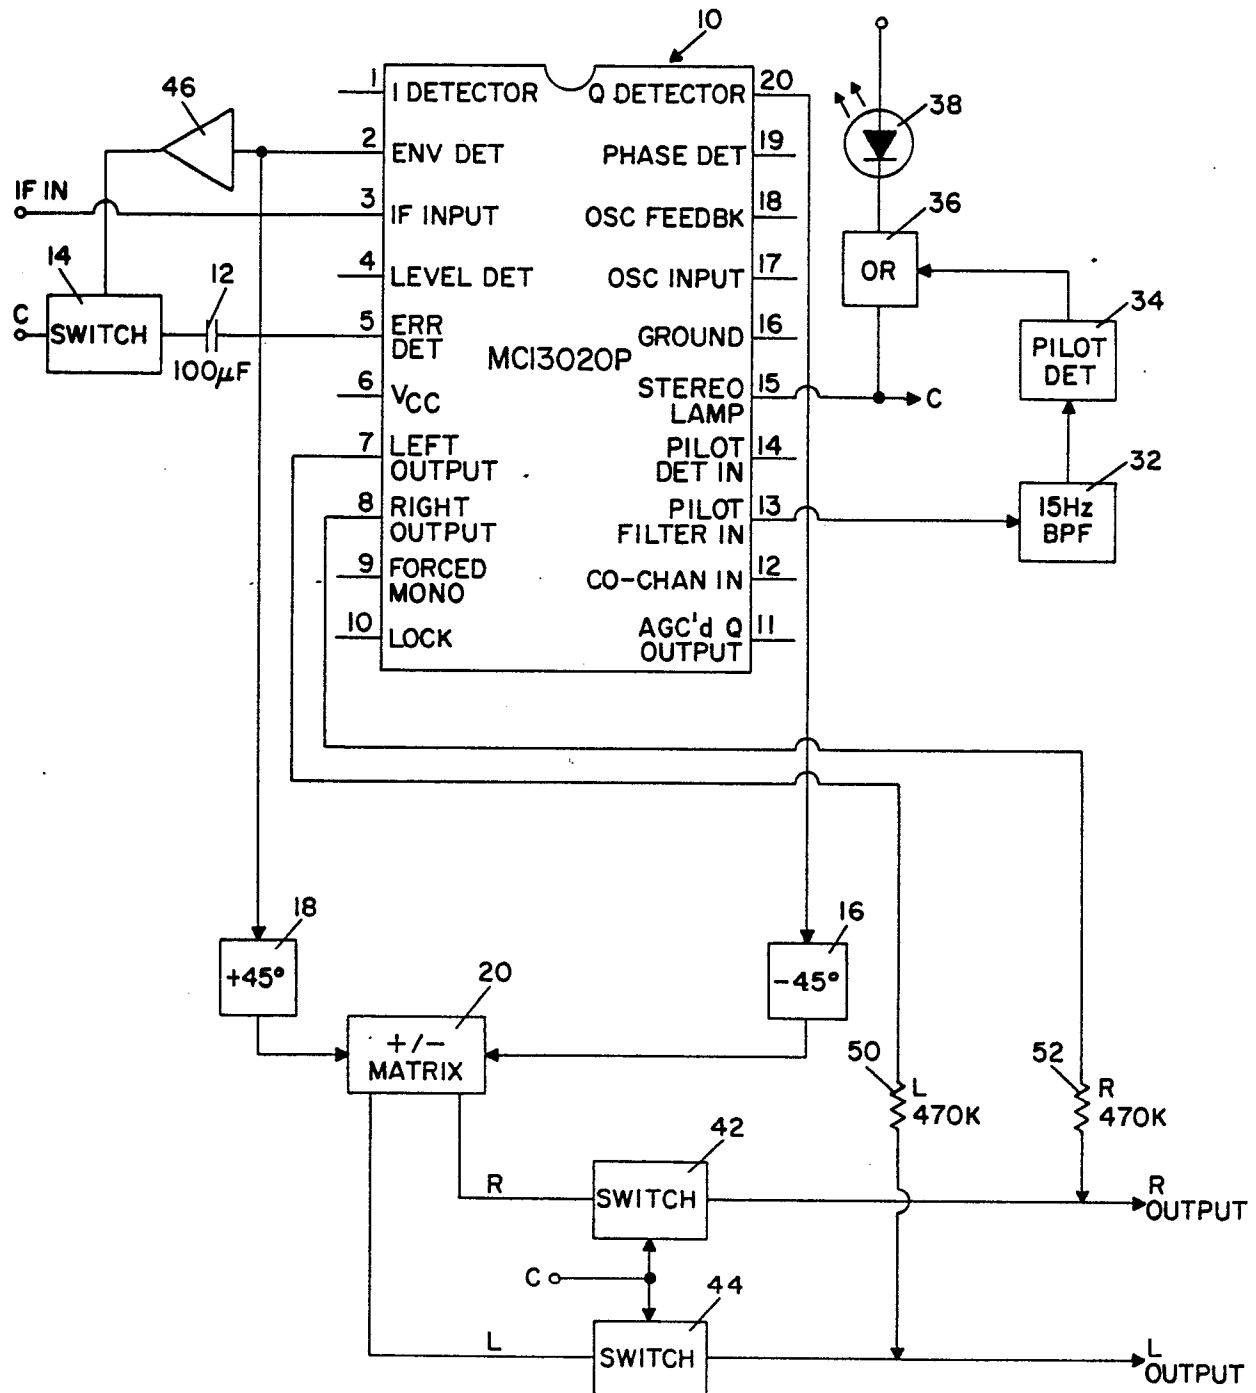 10
46
1
I DETECTOR
Q DETECTOR
20
38
2
ENV DET
PHASE DET
19
IF IN
3
IF INPUT
OSC FEEDBK
18
36
14
12
4
LEVEL DET
OSC INPUT
17
OR
34
C
SWITCH
5
ERR
DET
GROUND
16
PILOT
DET
100μF
MC13020P
6
VCC
STEREO
LAMP
15
C
7
LEFT
OUTPUT
PILOT
DET IN
14
32
8
RIGHT
OUTPUT
PILOT
FILTER IN
13
15Hz
BPF
9
FORCED
MONO
CO-CHAN IN
12
10
LOCK
AGC'd Q
OUTPUT
11
18
16
+45°
-45°
20
+/-
MATRIX
50
L
470K
52
R
470K
42
R
SWITCH
R
OUTPUT
C
44
L
SWITCH
L
OUTPUT